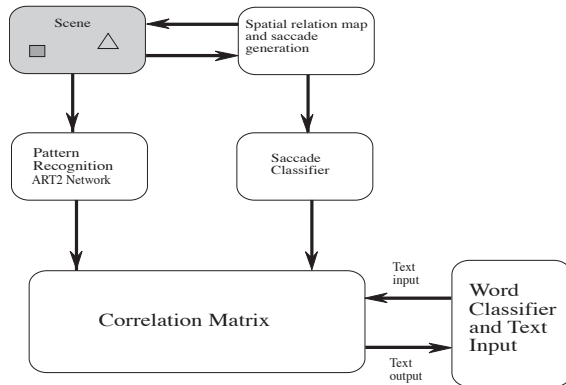 Scene
Spatial relation map
and saccade
generation
Pattern
Recognition
ART2 Network
Saccade
Classifier
Correlation Matrix
Text
input
Text
output
Word
Classifier
and Text
Input